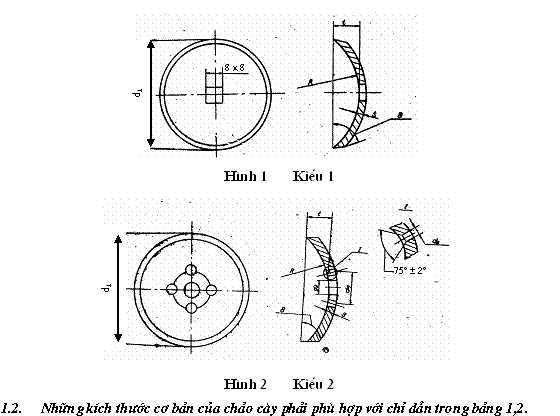 d₁
8 x 8
t
R
S
Hình 1 Kiểu 1
d₁
t
75° ± 2°
Hình 2 Kiểu 2
1.2. Những kích thước cơ bản của chảo cày phải phù hợp với chỉ dẫn trong bảng 1,2.